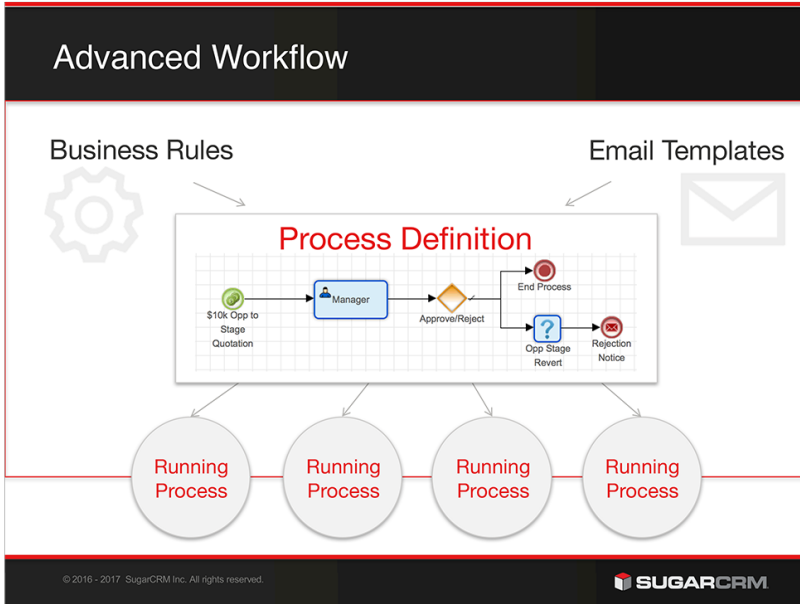 Advanced Workflow
Business Rules
Email Templates
Process Definition
$10k Opp to
Stage
Quotation
Manager
Approve/Reject
End Process
?
Opp Stage
Revert
Rejection
Notice
Running
Process
Running
Process
Running
Process
Running
Process
© 2016 - 2017 SugarCRM Inc. All rights reserved.
SUGARCRM.